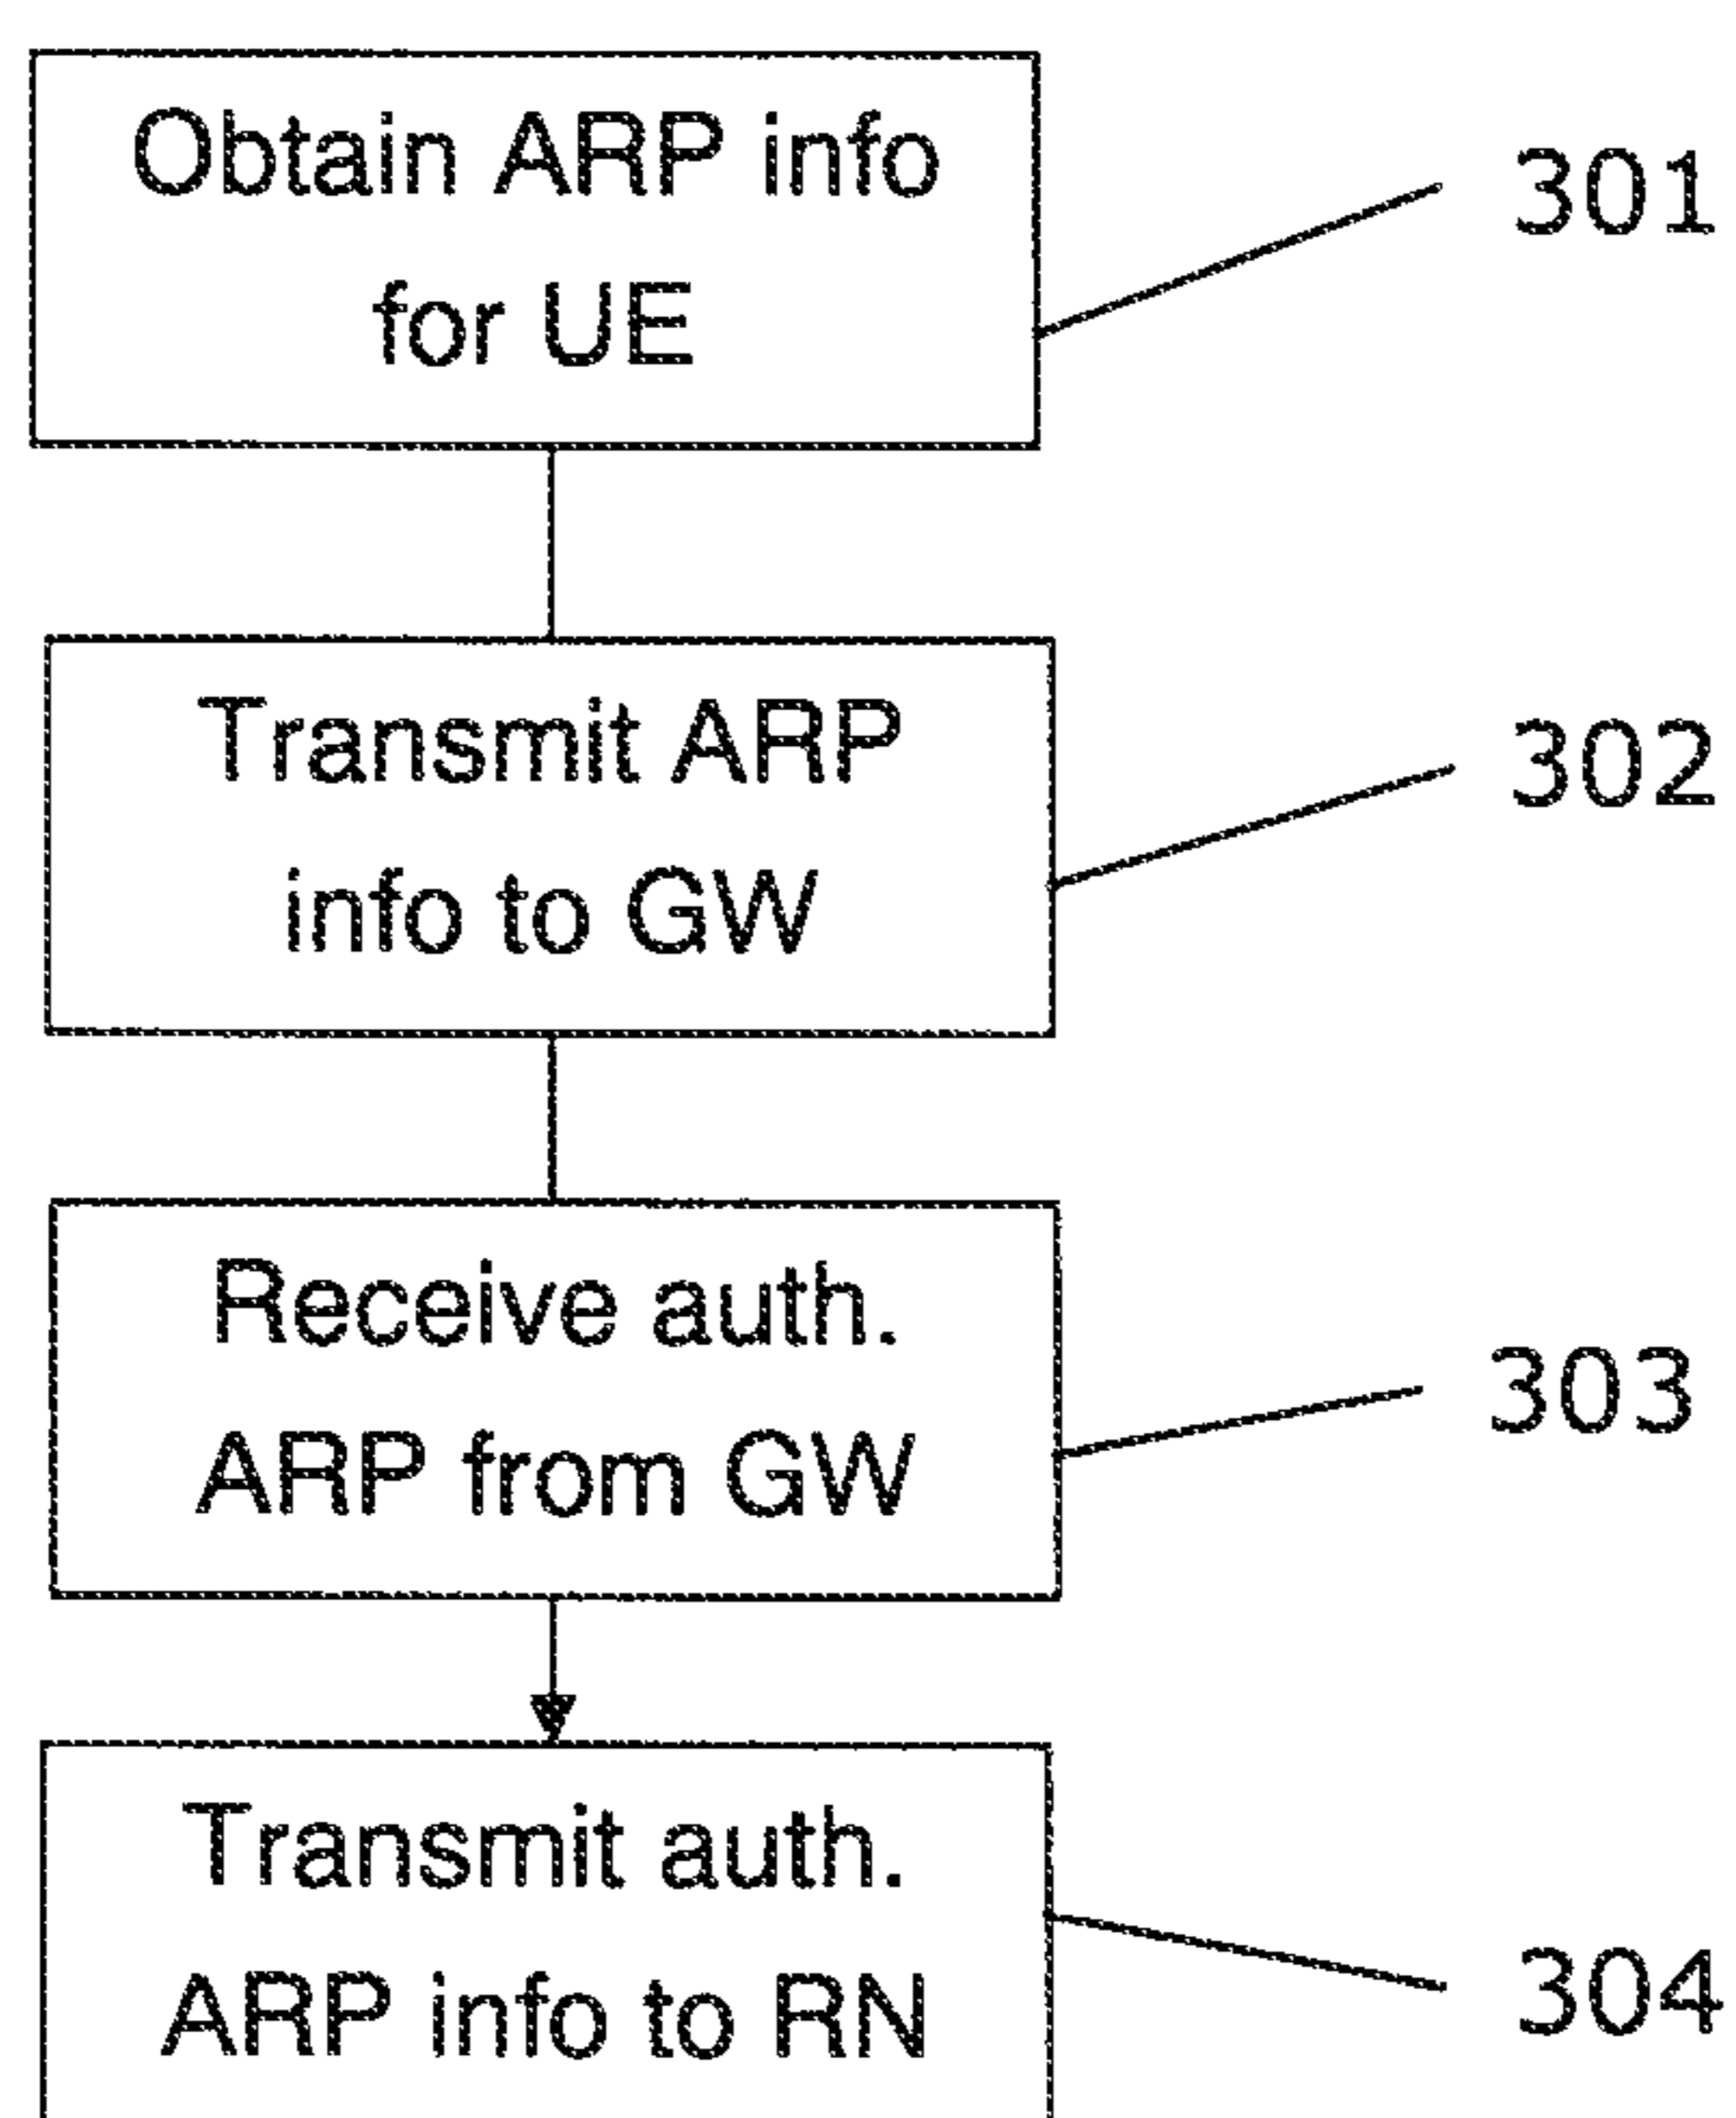 Obtain ARP info
for UE
301
Transmit ARP
info to GW
302
Receive auth.
ARP from GW
303
Transmit auth.
ARP info to RN
304